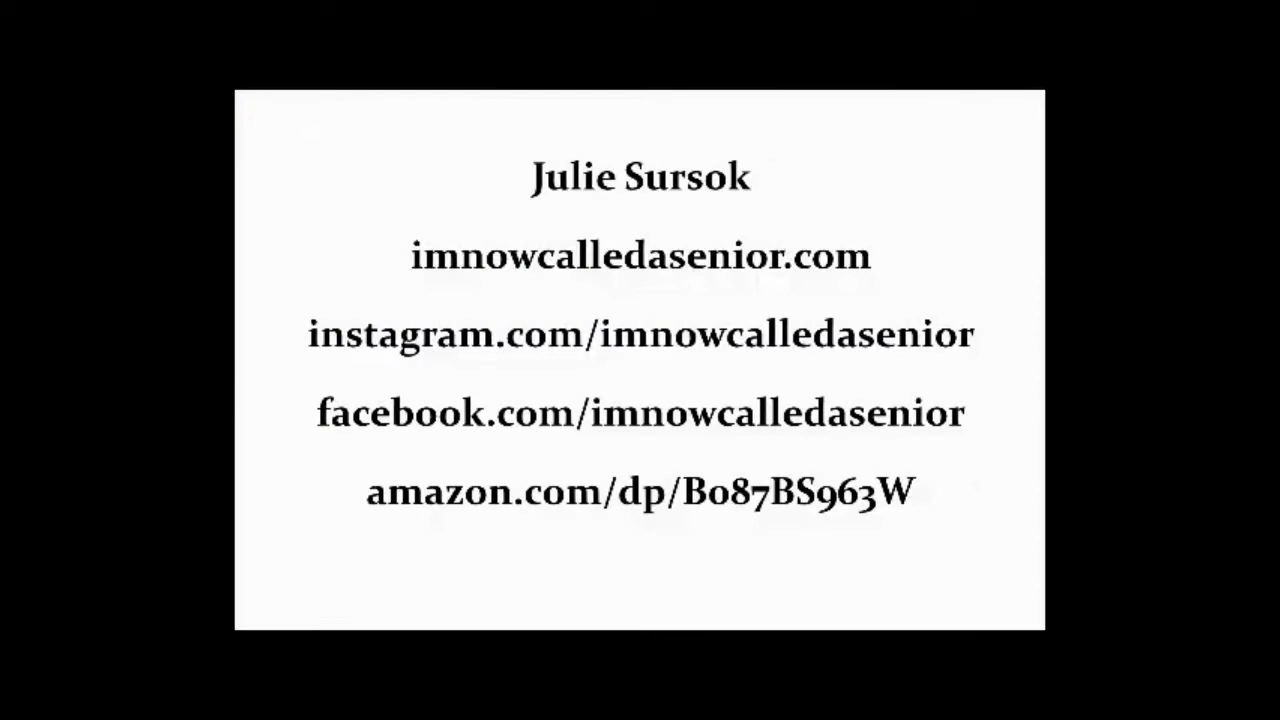 Julie Sursok
imnowcalledasenior.com
instagram.com/imnowcalledasenior
facebook.com/imnowcalledasenior
amazon.com/dp/B087BS963W